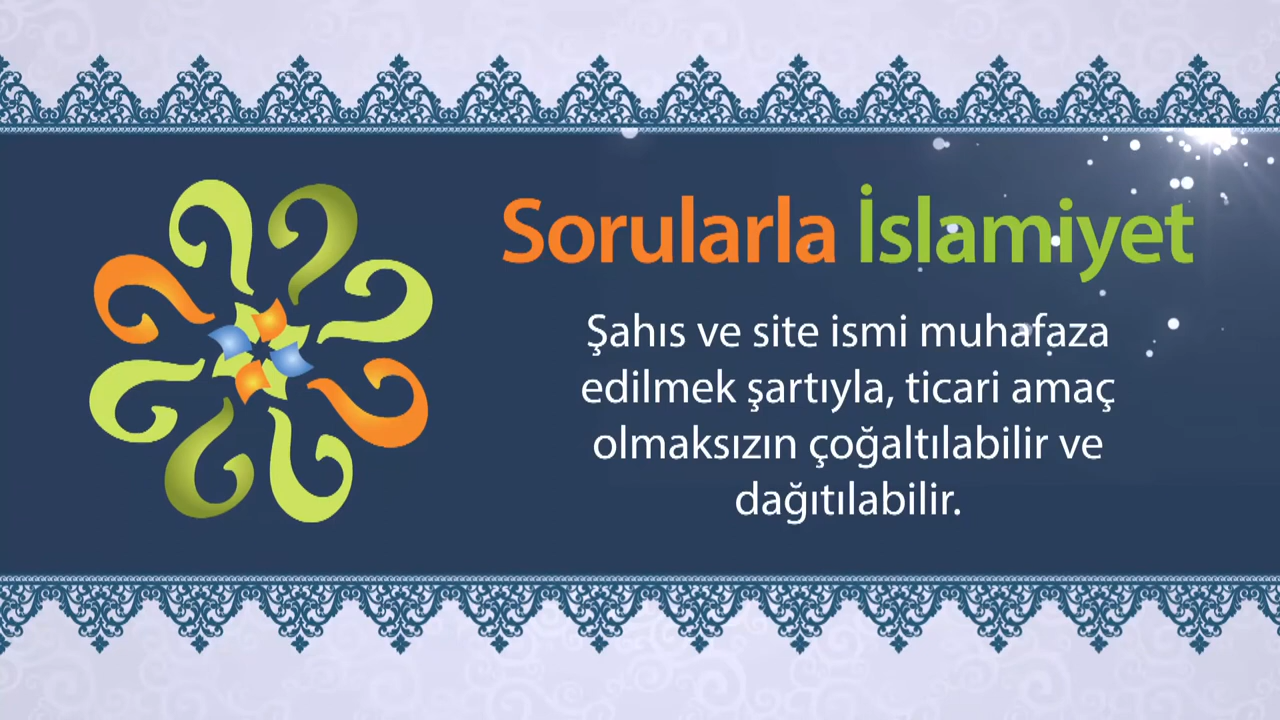 Sorularla İslamiyet
Şahıs ve site ismi muhafaza
edilmek şartıyla, ticari amaç
olmaksızın çoğaltılabilir ve
dağıtılabilir.